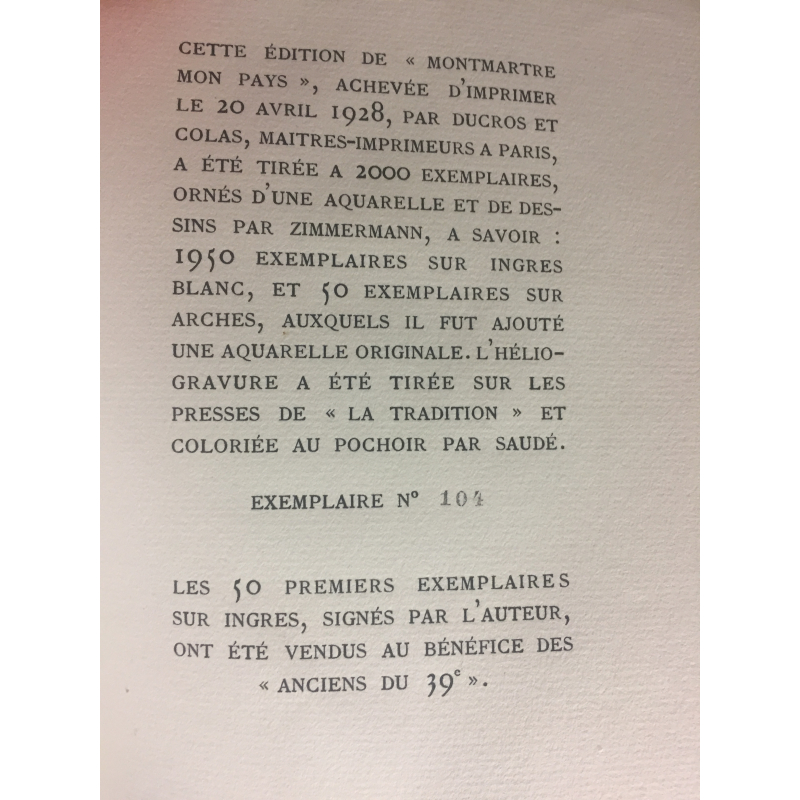 CETTE ÉDITION DE « MONTMARTRE
MON PAYS », ACHEVÉE D'IMPRIMER
LE 20 AVRIL 1928, PAR DUCROS ET
COLAS, MAITRES-IMPRIMEURS A PARIS,
A ÉTÉ TIRÉE A 2000 EXEMPLAIRES,
ORNÉS D'UNE AQUARELLE ET DE DES-
SINS PAR ZIMMERMANN, A SAVOIR :
1950 EXEMPLAIRES SUR INGRES
BLANC, ET 50 EXEMPLAIRES SUR
ARCHES, AUXQUELS IL FUT AJOUTÉ
UNE AQUARELLE ORIGINALE. L'HÉLIO-
GRAVURE A ÉTÉ TIRÉE SUR LES
PRESSES DE « LA TRADITION » ET
COLORIÉE AU POCHOIR PAR SAUDÉ.
EXEMPLAIRE Nº 104
LES 50 PREMIERS EXEMPLAIRES
SUR INGRES, SIGNÉS PAR L'AUTEUR,
ONT ÉTÉ VENDUS AU BÉNÉFICE DES
« ANCIENS DU 39e ».